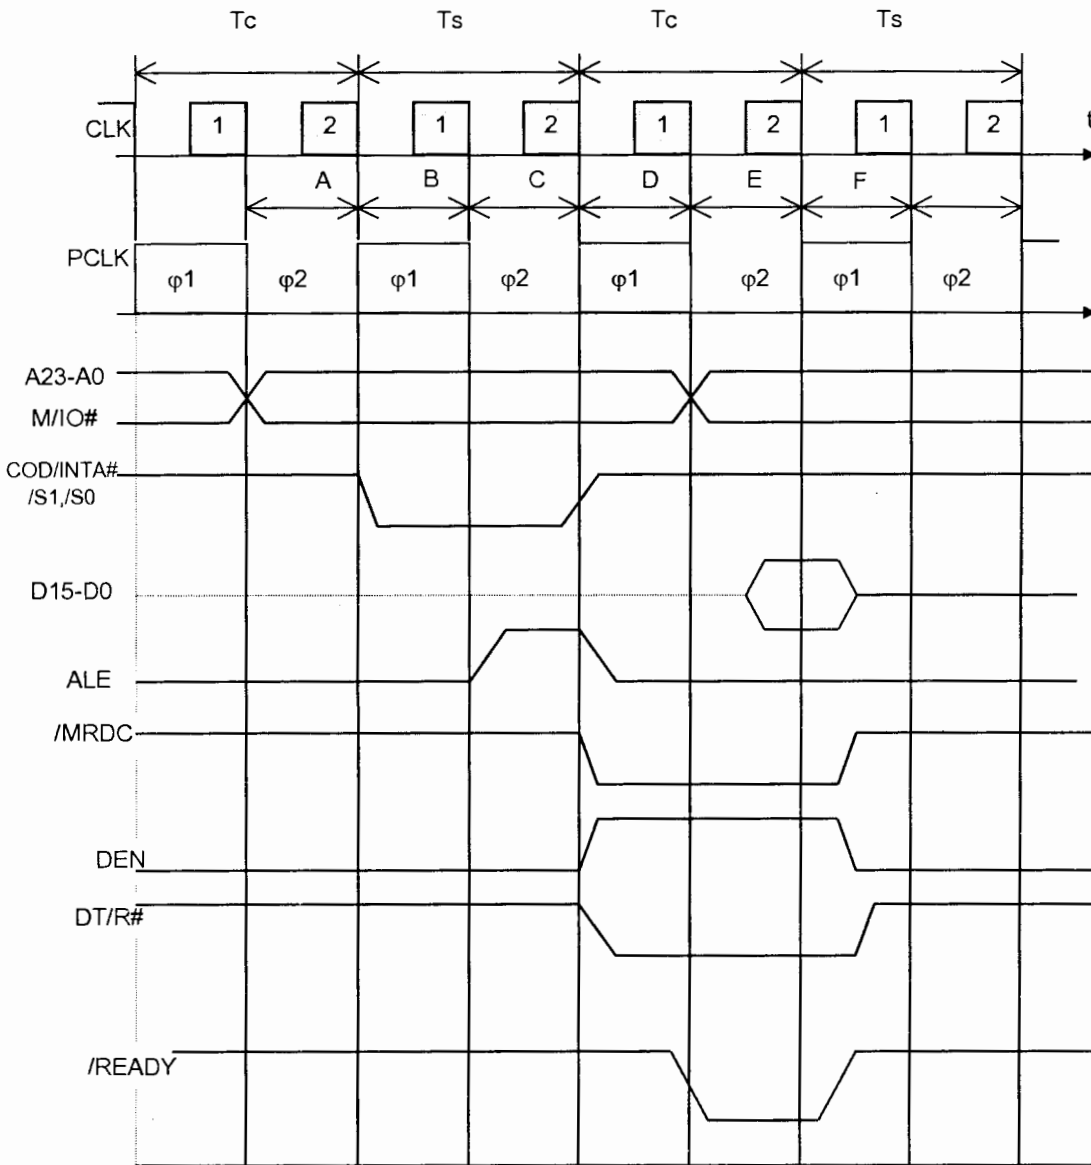 Tc Ts Tc Ts
CLK 1 2 1 2 1 2 1 2 t
A B C D E F
PCLK φ1 φ2 φ1 φ2 φ1 φ2 φ1 φ2
A23-A0
M/IO#
COD/INTA#
/S1,/S0
D15-D0
ALE
/MRDC
DEN
DT/R#
/READY